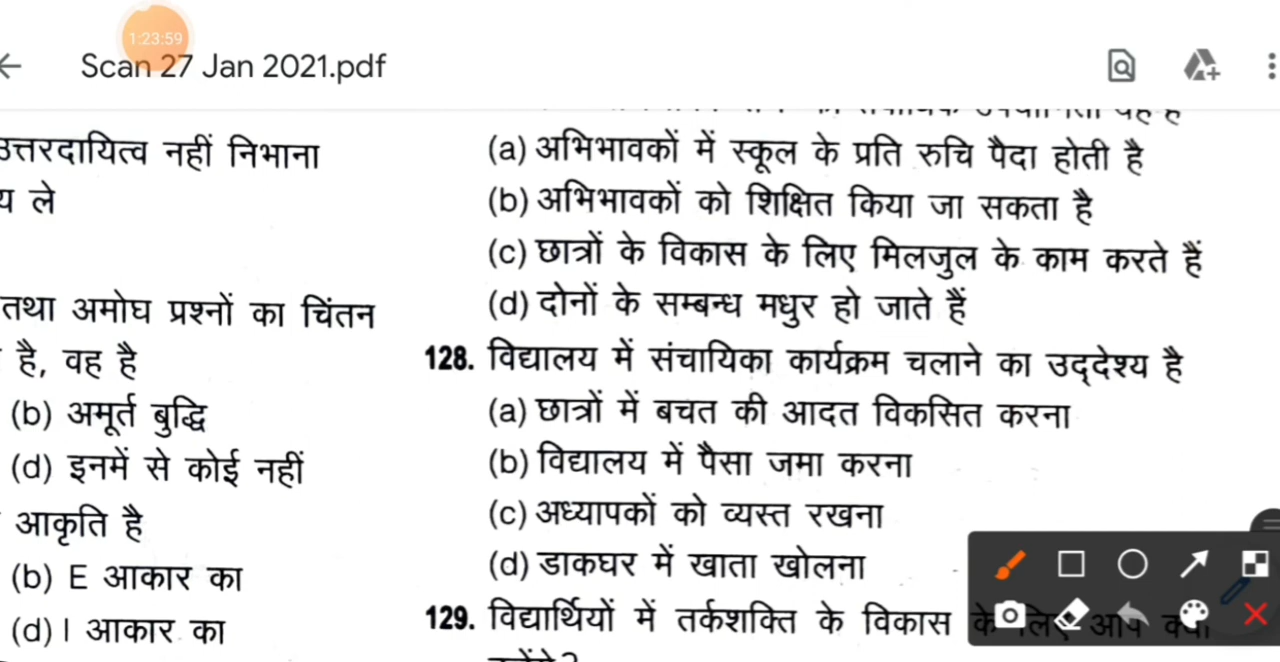 1:23:59
Scan 27 Jan 2021.pdf
उत्तरदायित्व नहीं निभाना
य ले
तथा अमोघ प्रश्नों का चिंतन
है, वह है
(b) अमूर्त बुद्धि
(d) इनमें से कोई नहीं
आकृति है
(b) E आकार का
(d) I आकार का
(a) अभिभावकों में स्कूल के प्रति रुचि पैदा होती है
(b) अभिभावकों को शिक्षित किया जा सकता है
(c) छात्रों के विकास के लिए मिलजुल के काम करते हैं
(d) दोनों के सम्बन्ध मधुर हो जाते हैं
128. विद्यालय में संचायिका कार्यक्रम चलाने का उद्देश्य है
(a) छात्रों में बचत की आदत विकसित करना
(b) विद्यालय में पैसा जमा करना
(c) अध्यापकों को व्यस्त रखना
(d) डाकघर में खाता खोलना
129. विद्यार्थियों में तर्कशक्ति के विकास के लिए आप क्या